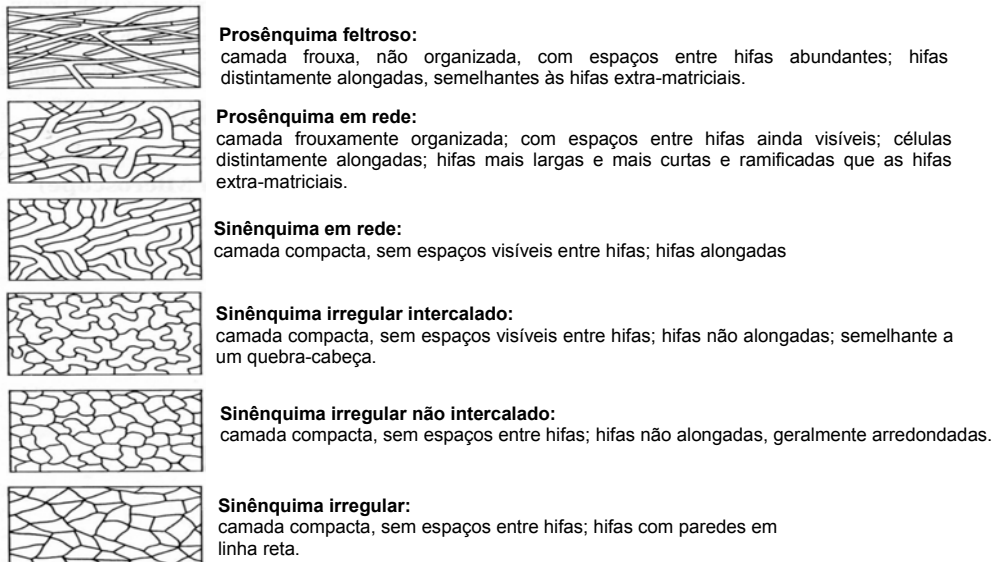 Prosênquima feltroso:
camada frouxa, não organizada, com espaços entre hifas abundantes; hifas
distintamente alongadas, semelhantes às hifas extra-matriciais.
Prosênquima em rede:
camada frouxamente organizada; com espaços entre hifas ainda visíveis; células
distintamente alongadas; hifas mais largas e mais curtas e ramificadas que as hifas
extra-matriciais.
Sinênquima em rede:
camada compacta, sem espaços visíveis entre hifas; hifas alongadas
Sinênquima irregular intercalado:
camada compacta, sem espaços visíveis entre hifas; hifas não alongadas; semelhante a
um quebra-cabeça.
Sinênquima irregular não intercalado:
camada compacta, sem espaços entre hifas; hifas não alongadas, geralmente arredondadas.
Sinênquima irregular:
camada compacta, sem espaços entre hifas; hifas com paredes em
linha reta.